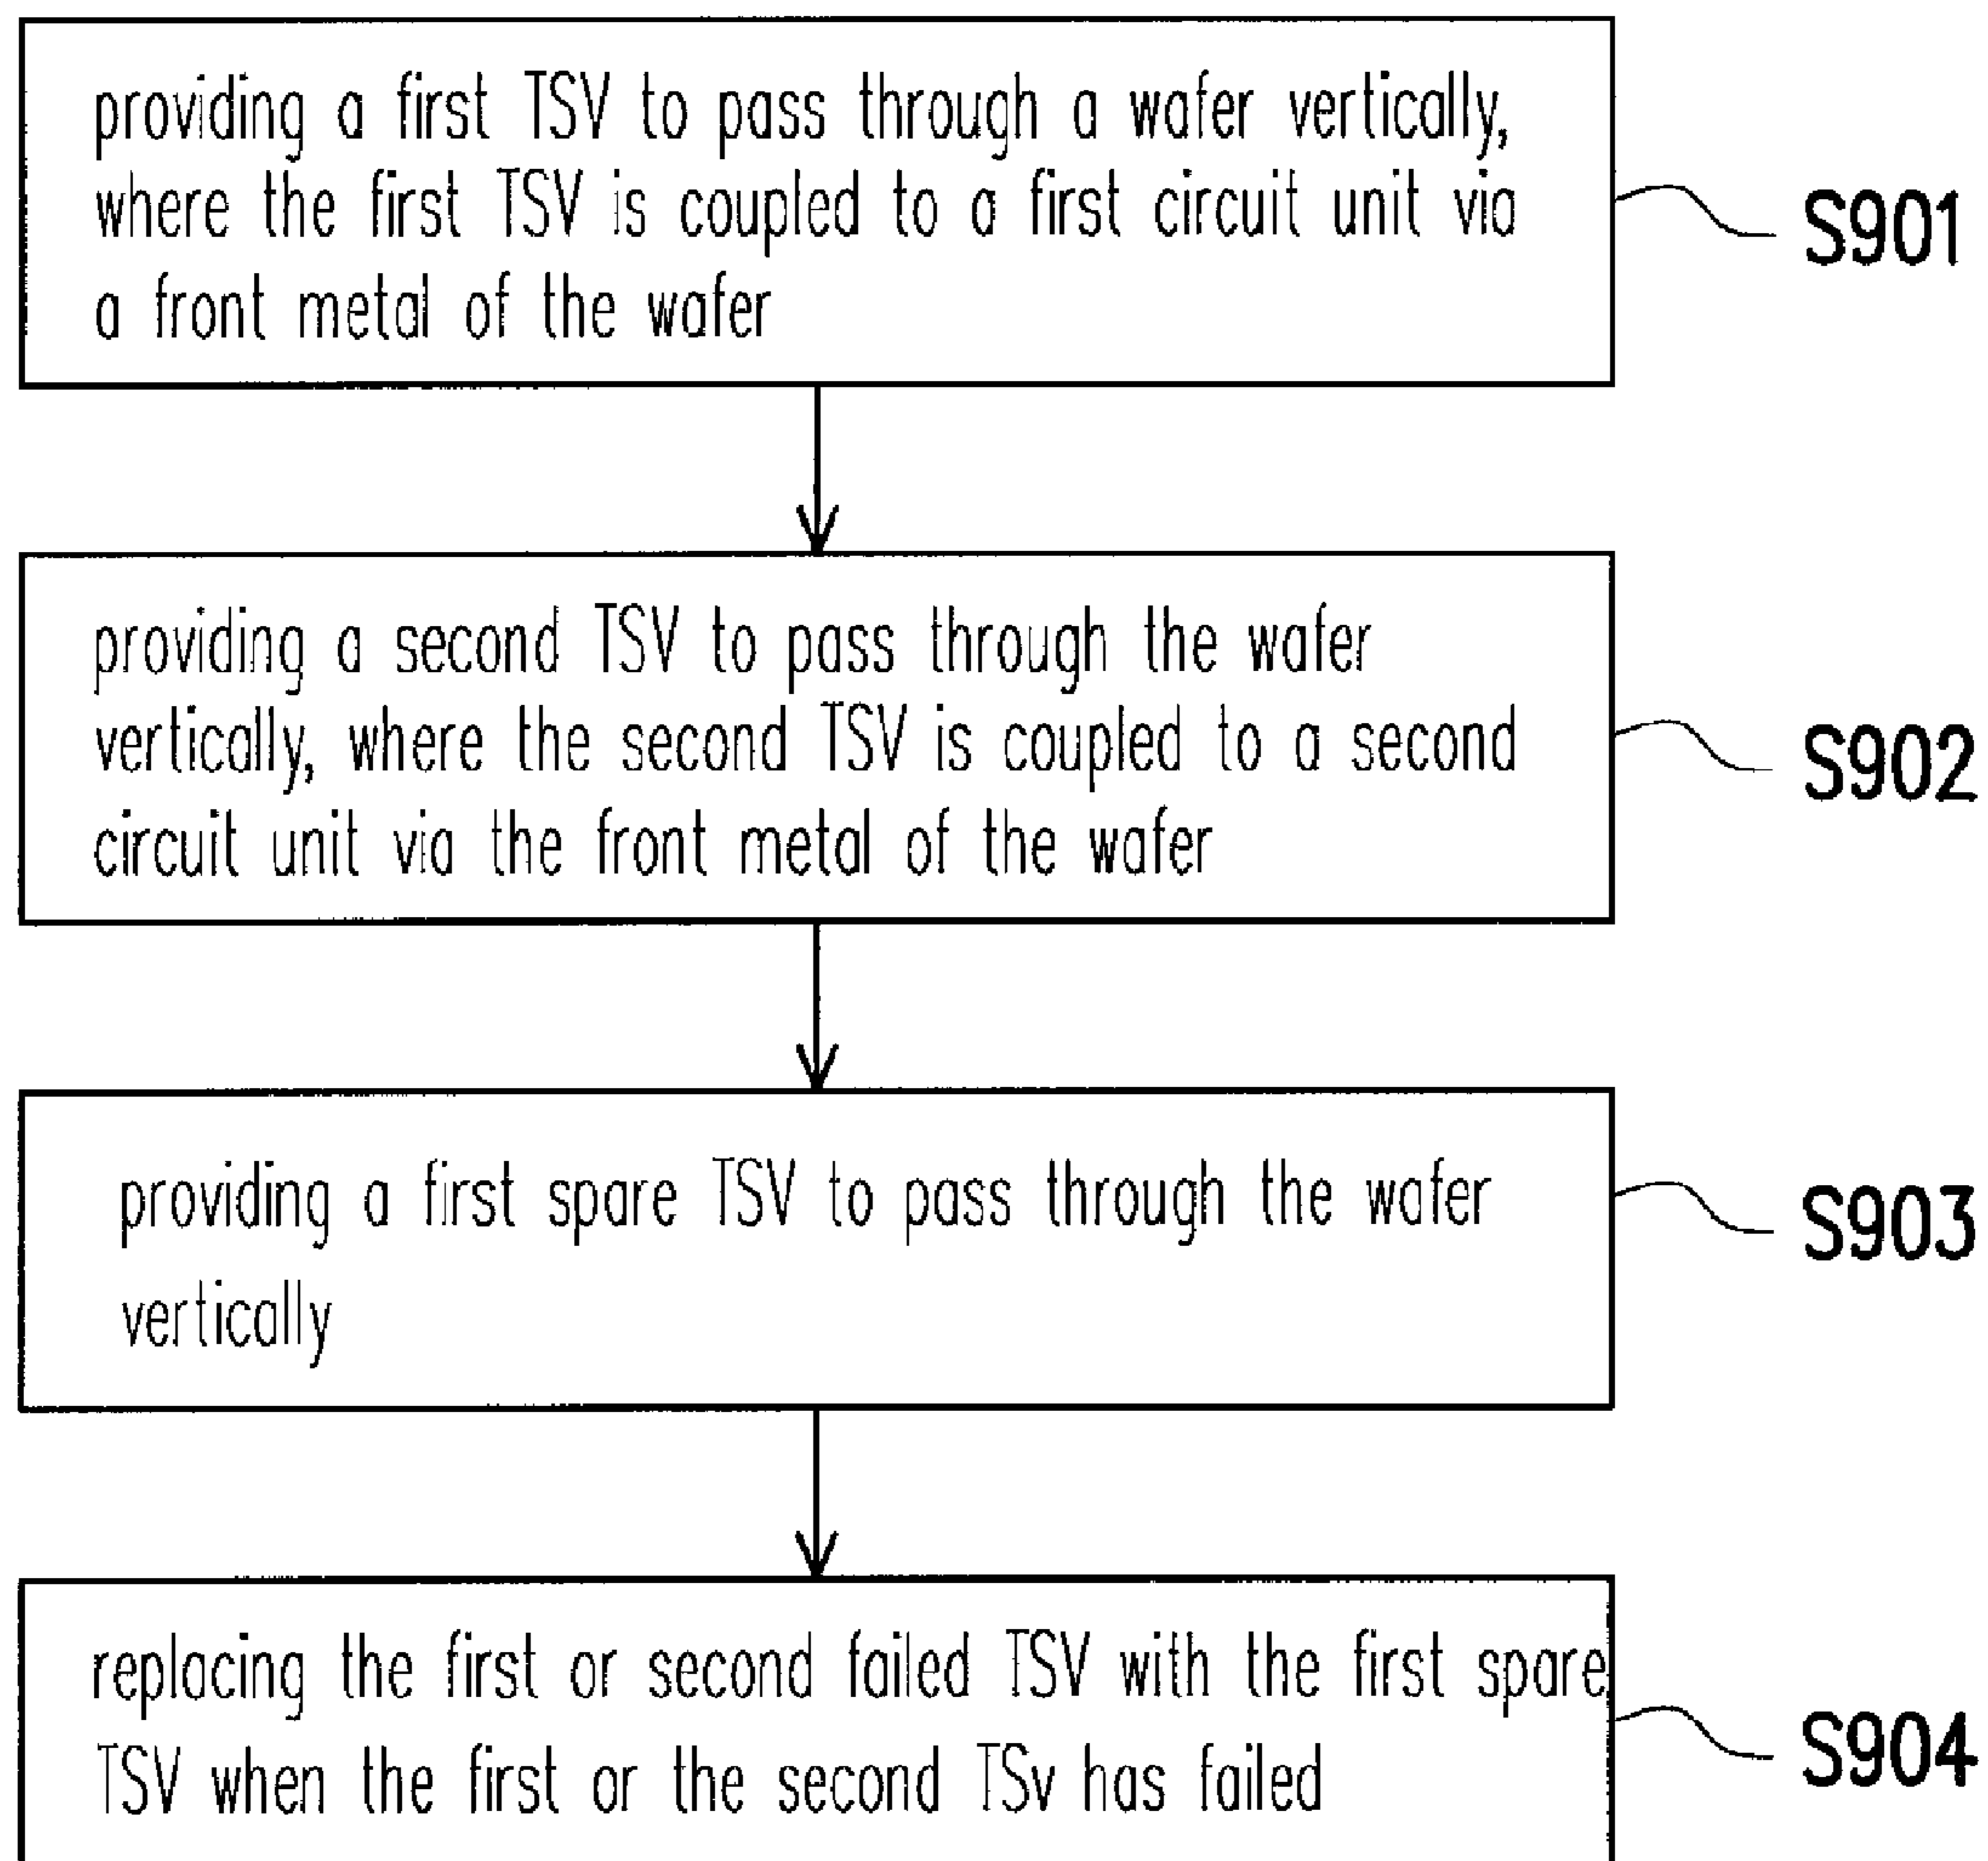 providing a first TSV to pass through a wafer vertically,
where the first TSV is coupled to a first circuit unit via
a front metal of the wafer
S901
providing a second TSV to pass through the wafer
vertically, where the second TSV is coupled to a second
circuit unit via the front metal of the wafer
S902
providing a first spare TSV to pass through the wafer
vertically
S903
replacing the first or second failed TSV with the first spare
TSV when the first or the second TSv has failed
S904